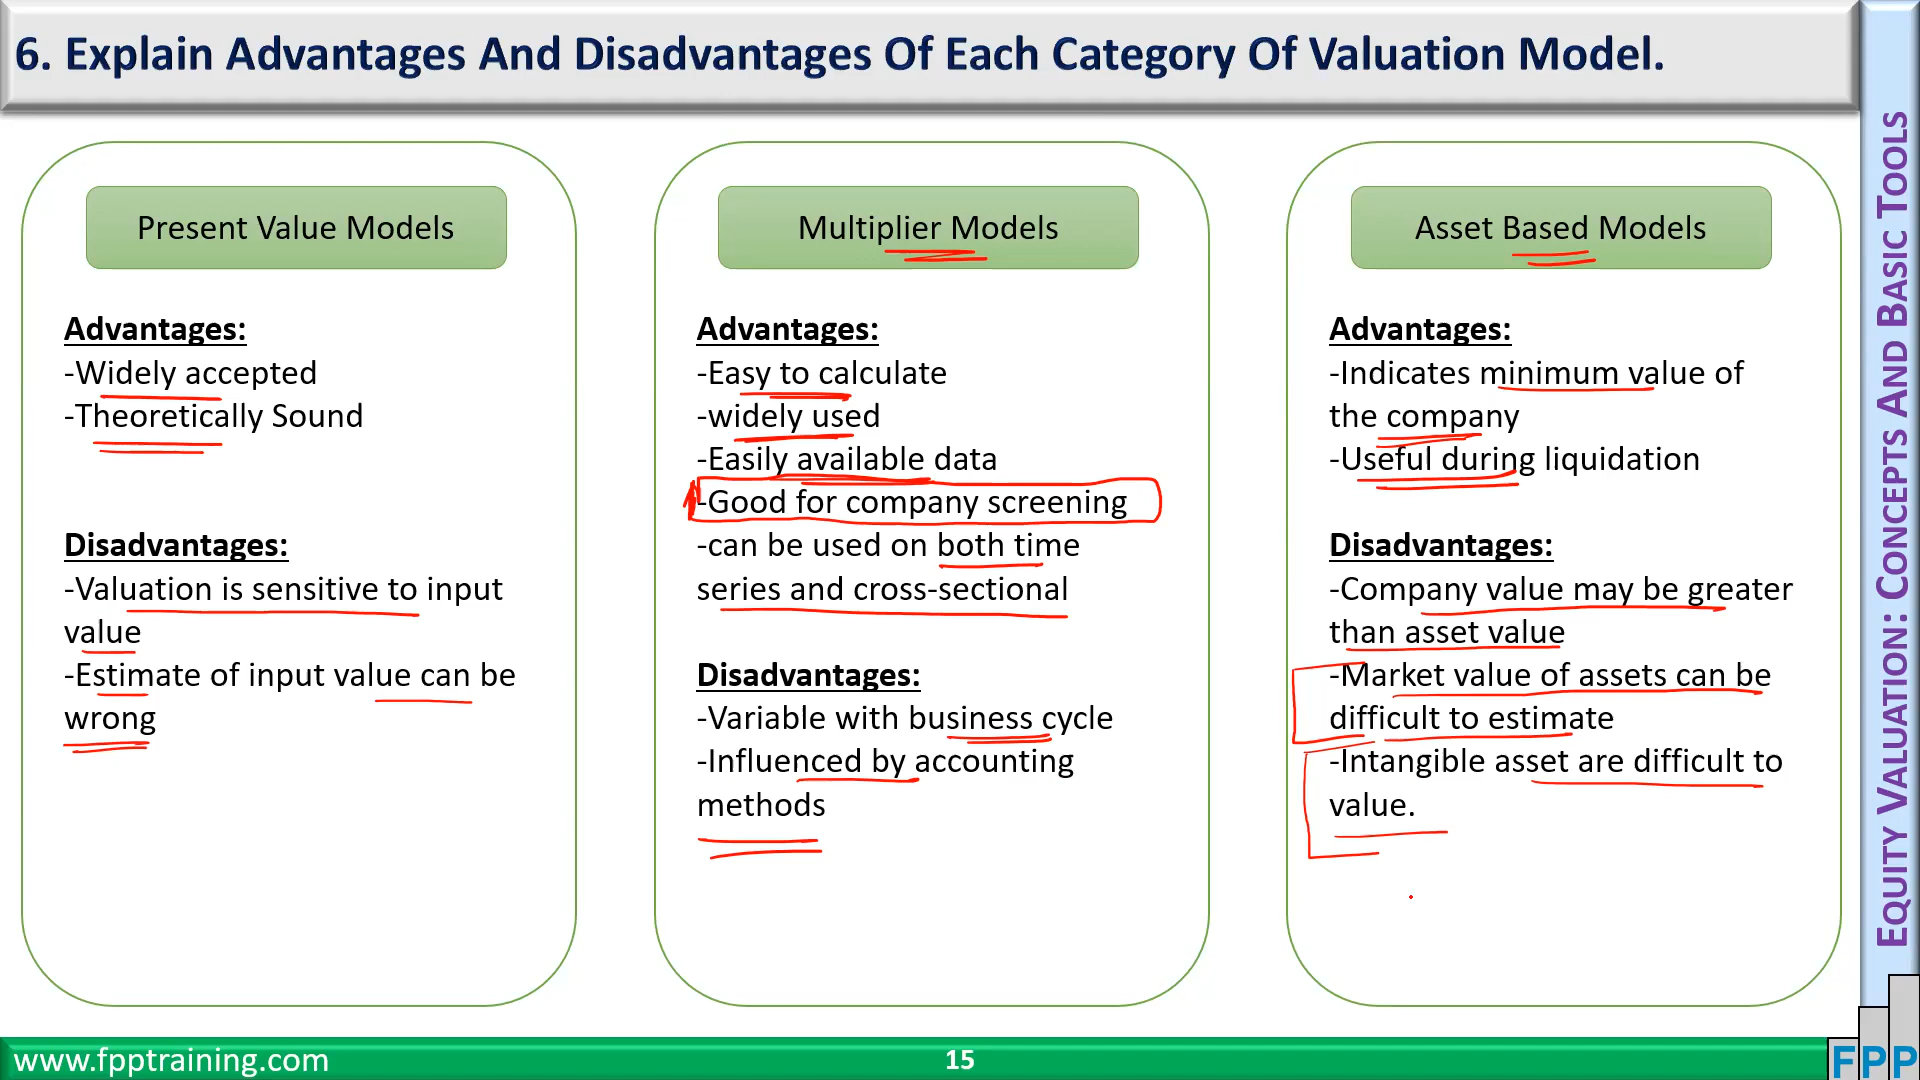 6. Explain Advantages And Disadvantages Of Each Category Of Valuation Model.
Present Value Models
Advantages:
-Widely accepted
-Theoretically Sound
Disadvantages:
-Valuation is sensitive to input
value
-Estimate of input value can be
wrong
Multiplier Models
Advantages:
-Easy to calculate
-widely used
-Easily available data
-Good for company screening
-can be used on both time
series and cross-sectional
Disadvantages:
-Variable with business cycle
-Influenced by accounting
methods
Asset Based Models
Advantages:
-Indicates minimum value of
the company
-Useful during liquidation
Disadvantages:
-Company value may be greater
than asset value
-Market value of assets can be
difficult to estimate
-Intangible asset are difficult to
value.
EQUITY VALUATION: CONCEPTS AND BASIC TOOLS
www.fpptraining.com
15
FPP